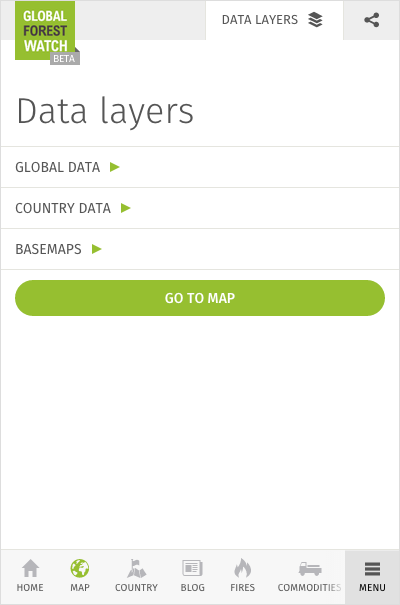 GLOBAL
FOREST
WATCH
BETA
DATA LAYERS
Data layers
GLOBAL DATA
COUNTRY DATA
BASEMAPS
GO TO MAP
HOME MAP COUNTRY BLOG FIRES COMMODITIES MENU